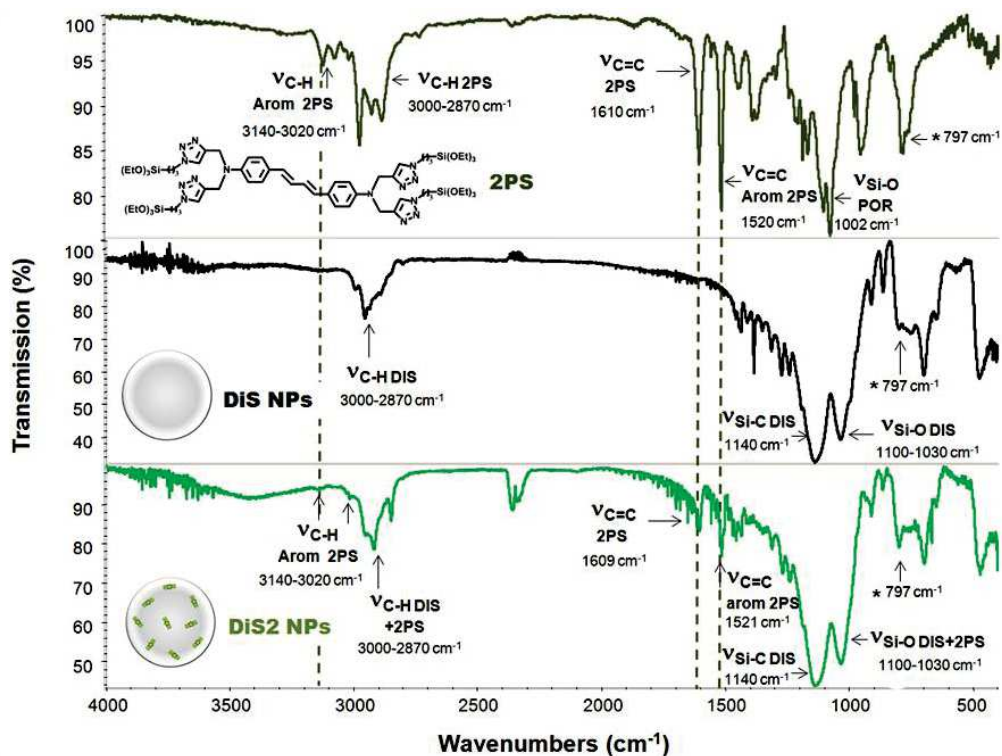 100
95
90
85
80
νC-H
Arom 2PS
3140-3020 cm-1
νC-H 2PS
3000-2870 cm-1
νC=C
2PS
1610 cm-1
νC=C
Arom 2PS
1520 cm-1
νSi-O
POR
1002 cm-1
* 797 cm-1
(EtO)3Si
(EtO)3Si
Si(OEt)3
Si(OEt)3
2PS
Transmission (%)
100
90
80
70
60
50
40
DiS NPs
νC-H DIS
3000-2870 cm-1
νSi-C DIS
1140 cm-1
νSi-O DIS
1100-1030 cm-1
* 797 cm-1
90
80
70
60
50
DiS2 NPs
νC-H
Arom 2PS
3140-3020 cm-1
νC-H DIS
+2PS
3000-2870 cm-1
νC=C
2PS
1609 cm-1
νC=C
arom 2PS
1521 cm-1
νSi-C DIS
1140 cm-1
* 797 cm-1
νSi-O DIS+2PS
1100-1030 cm-1
4000 3500 3000 2500 2000 1500 1000 500
Wavenumbers (cm-1)